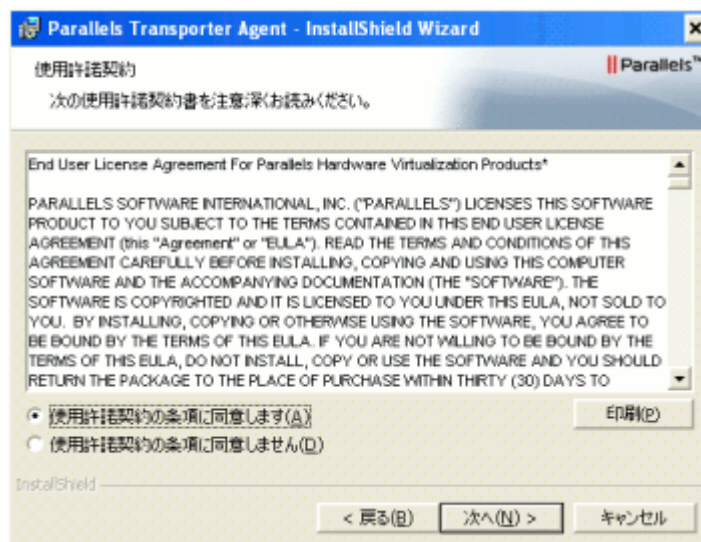 Parallels Transporter Agent - InstallShield Wizard
使用許諾契約
次の使用許諾契約書を注意深くお読みください。
Parallels™
End User License Agreement For Parallels Hardware Virtualization Products*
PARALLELS SOFTWARE INTERNATIONAL, INC. ("PARALLELS") LICENSES THIS SOFTWARE
PRODUCT TO YOU SUBJECT TO THE TERMS CONTAINED IN THIS END USER LICENSE
AGREEMENT (this "Agreement" or "EULA"). READ THE TERMS AND CONDITIONS OF THIS
AGREEMENT CAREFULLY BEFORE INSTALLING, COPYING AND USING THIS COMPUTER
SOFTWARE AND THE ACCOMPANYING DOCUMENTATION (THE "SOFTWARE"). THE
SOFTWARE IS COPYRIGHTED AND IT IS LICENSED TO YOU UNDER THIS EULA, NOT SOLD TO
YOU. BY INSTALLING, COPYING OR OTHERWISE USING THE SOFTWARE, YOU AGREE TO
BE BOUND BY THE TERMS OF THIS EULA. IF YOU ARE NOT WILLING TO BE BOUND BY THE
TERMS OF THIS EULA, DO NOT INSTALL, COPY OR USE THE SOFTWARE AND YOU SHOULD
RETURN THE PACKAGE TO THE PLACE OF PURCHASE WITHIN THIRTY (30) DAYS TO
使用許諾契約の条項に同意します(A)
印刷(P)
使用許諾契約の条項に同意しません(D)
InstallShield
< 戻る(B)
次へ(N) >
キャンセル